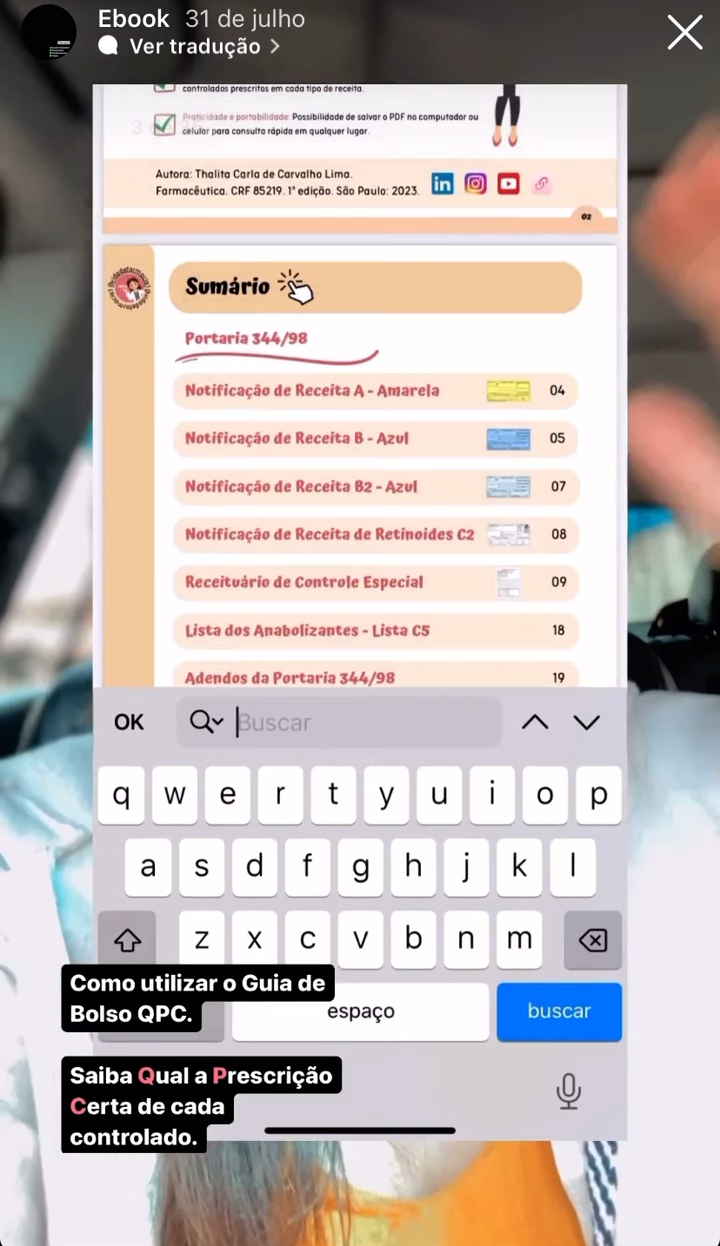 Ebook 31 de julho
Ver tradução
controlados prescritos em cada tipo de receita.
Praticidade e portabilidade: Possibilidade de salvar o PDF no computador ou
celular para consulta rápida em qualquer lugar.
Autora: Thalita Carla de Carvalho Lima.
Farmacêutica. CRF 85219. 1ª edição. São Paulo: 2023.
02
Sumário
Portaria 344/98
Notificação de Receita A - Amarela 04
Notificação de Receita B - Azul 05
Notificação de Receita B2 - Azul 07
Notificação de Receita de Retinoides C2 08
Receituário de Controle Especial 09
Lista dos Anabolizantes - Lista C5 18
Adendos da Portaria 344/98 19
OK Buscar
q w e r t y u i o p
a s d f g h j k l
z x c v b n m
espaço buscar
Como utilizar o Guia de
Bolso QPC.
Saiba Qual a Prescrição
Certa de cada
controlado.